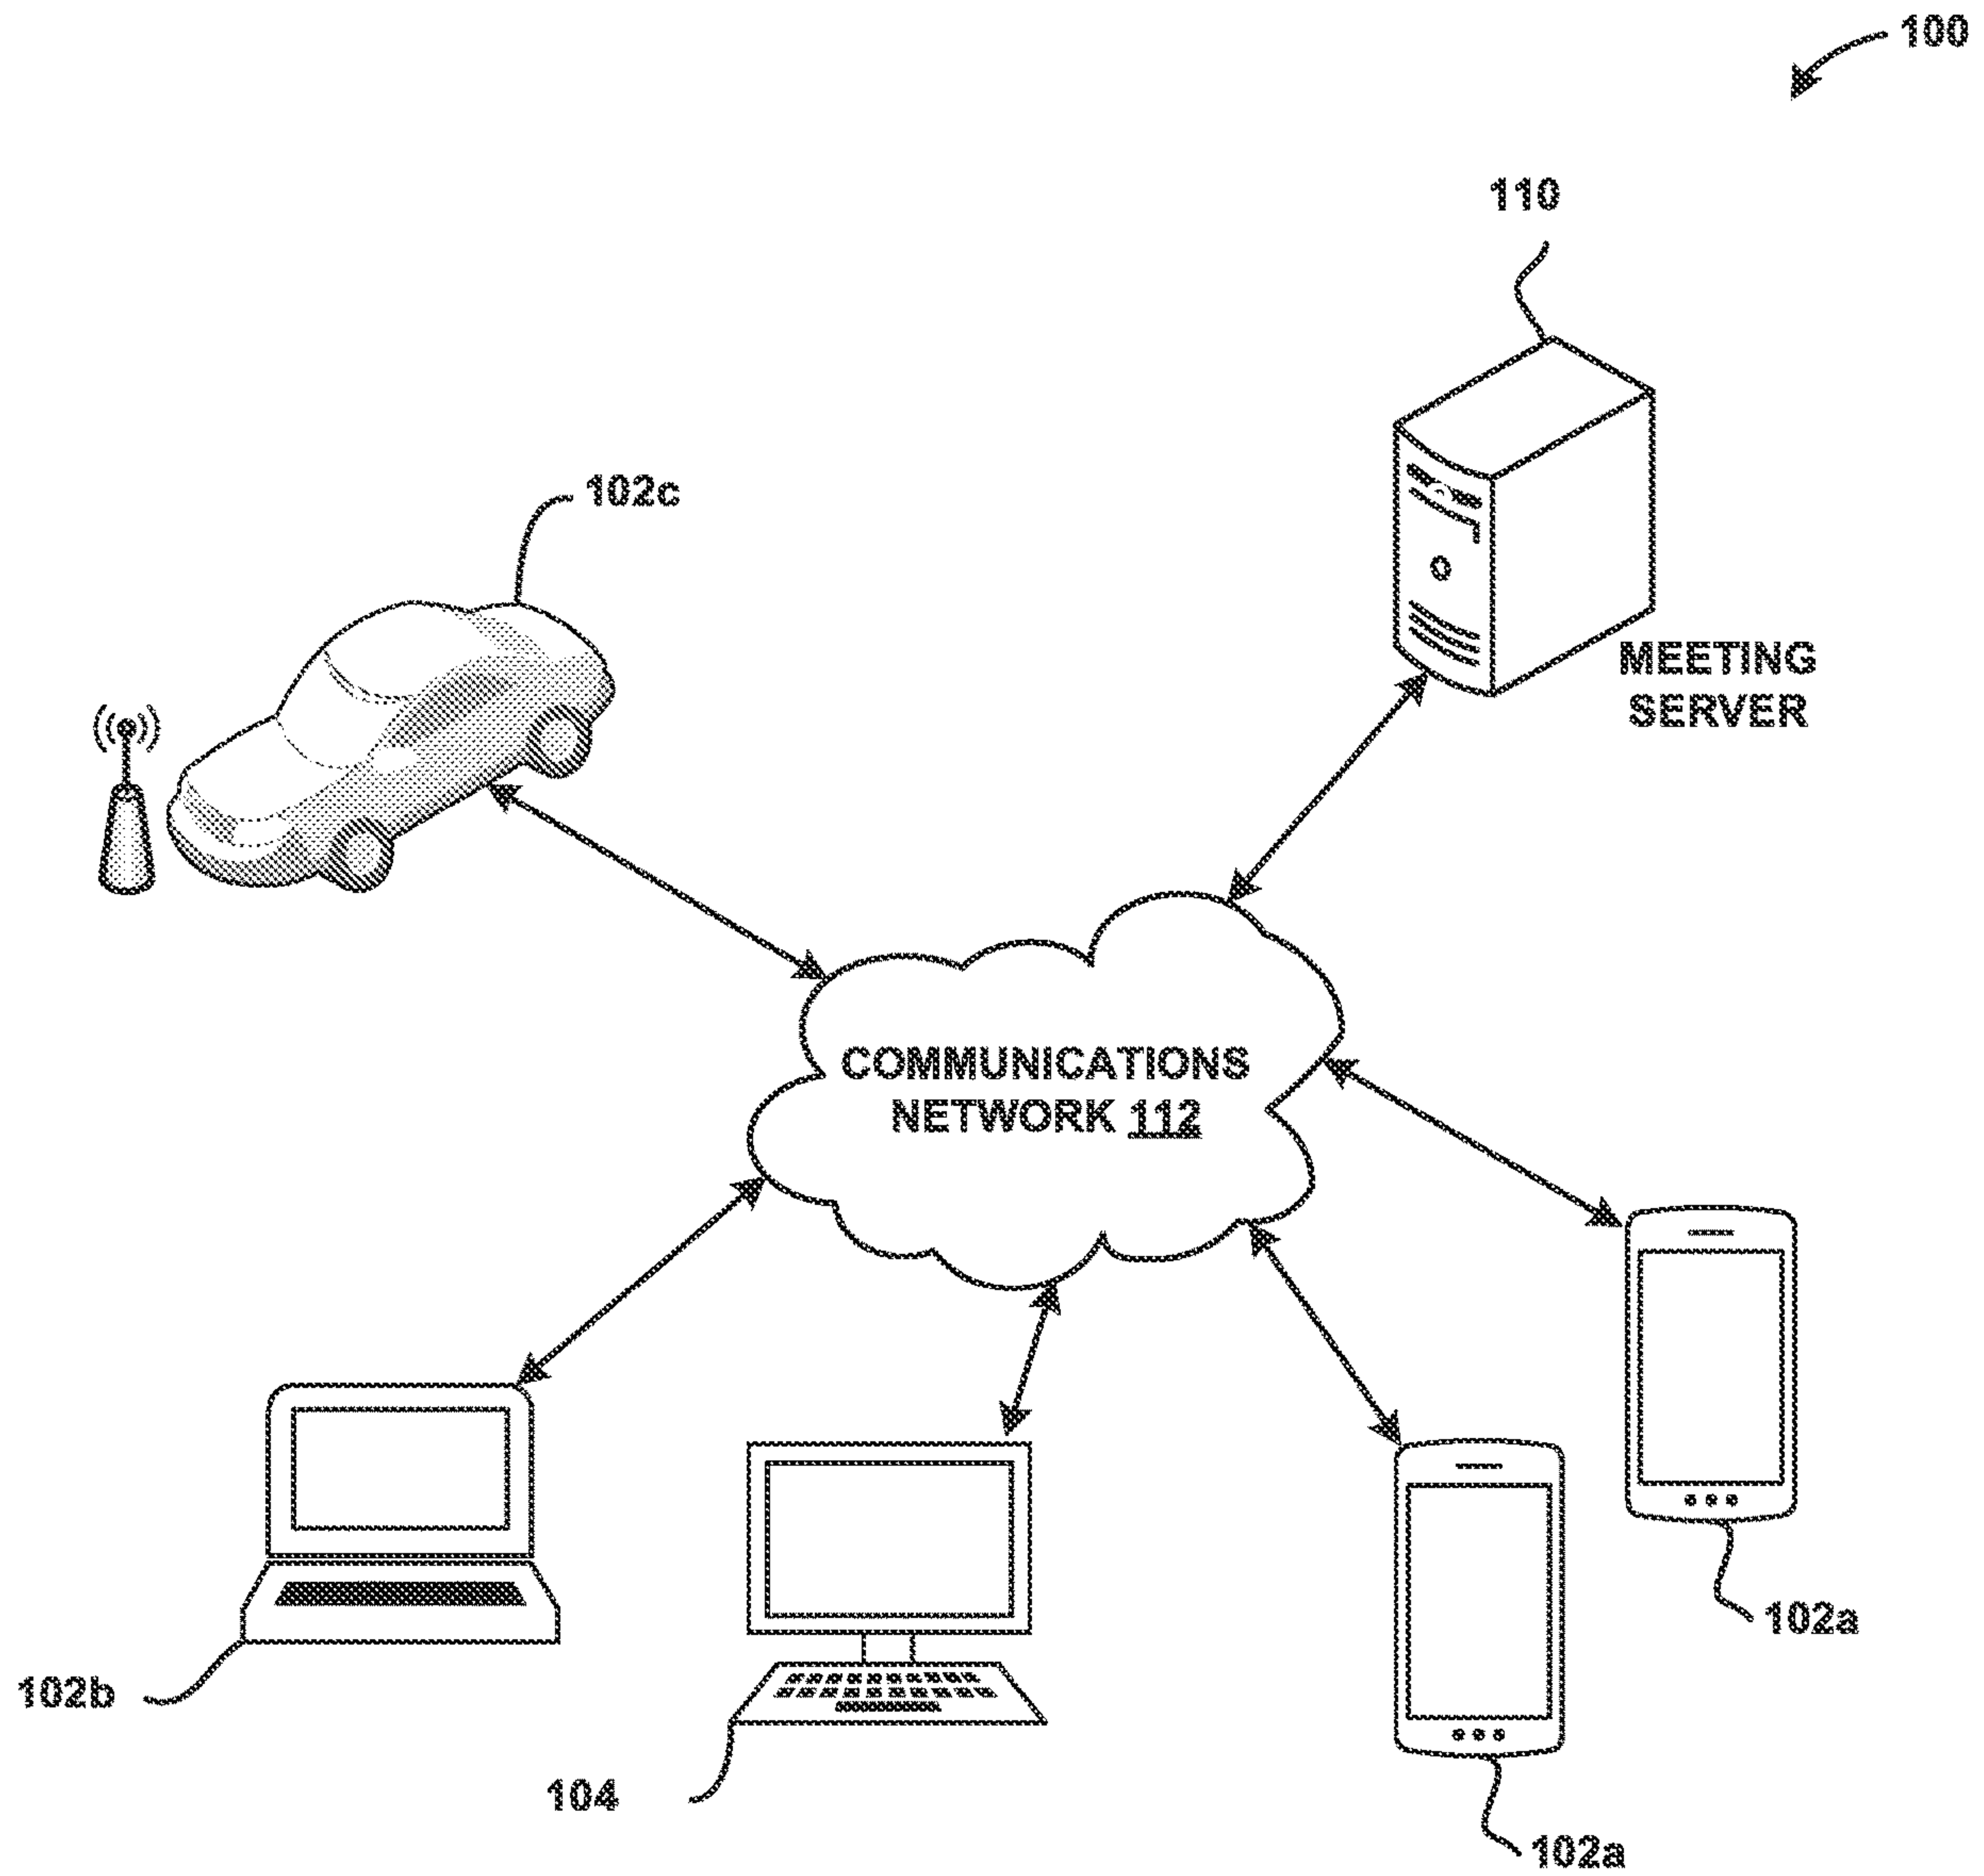 100
110
102c
MEETING
SERVER
COMMUNICATIONS
NETWORK 112
102a
102b
104
102a